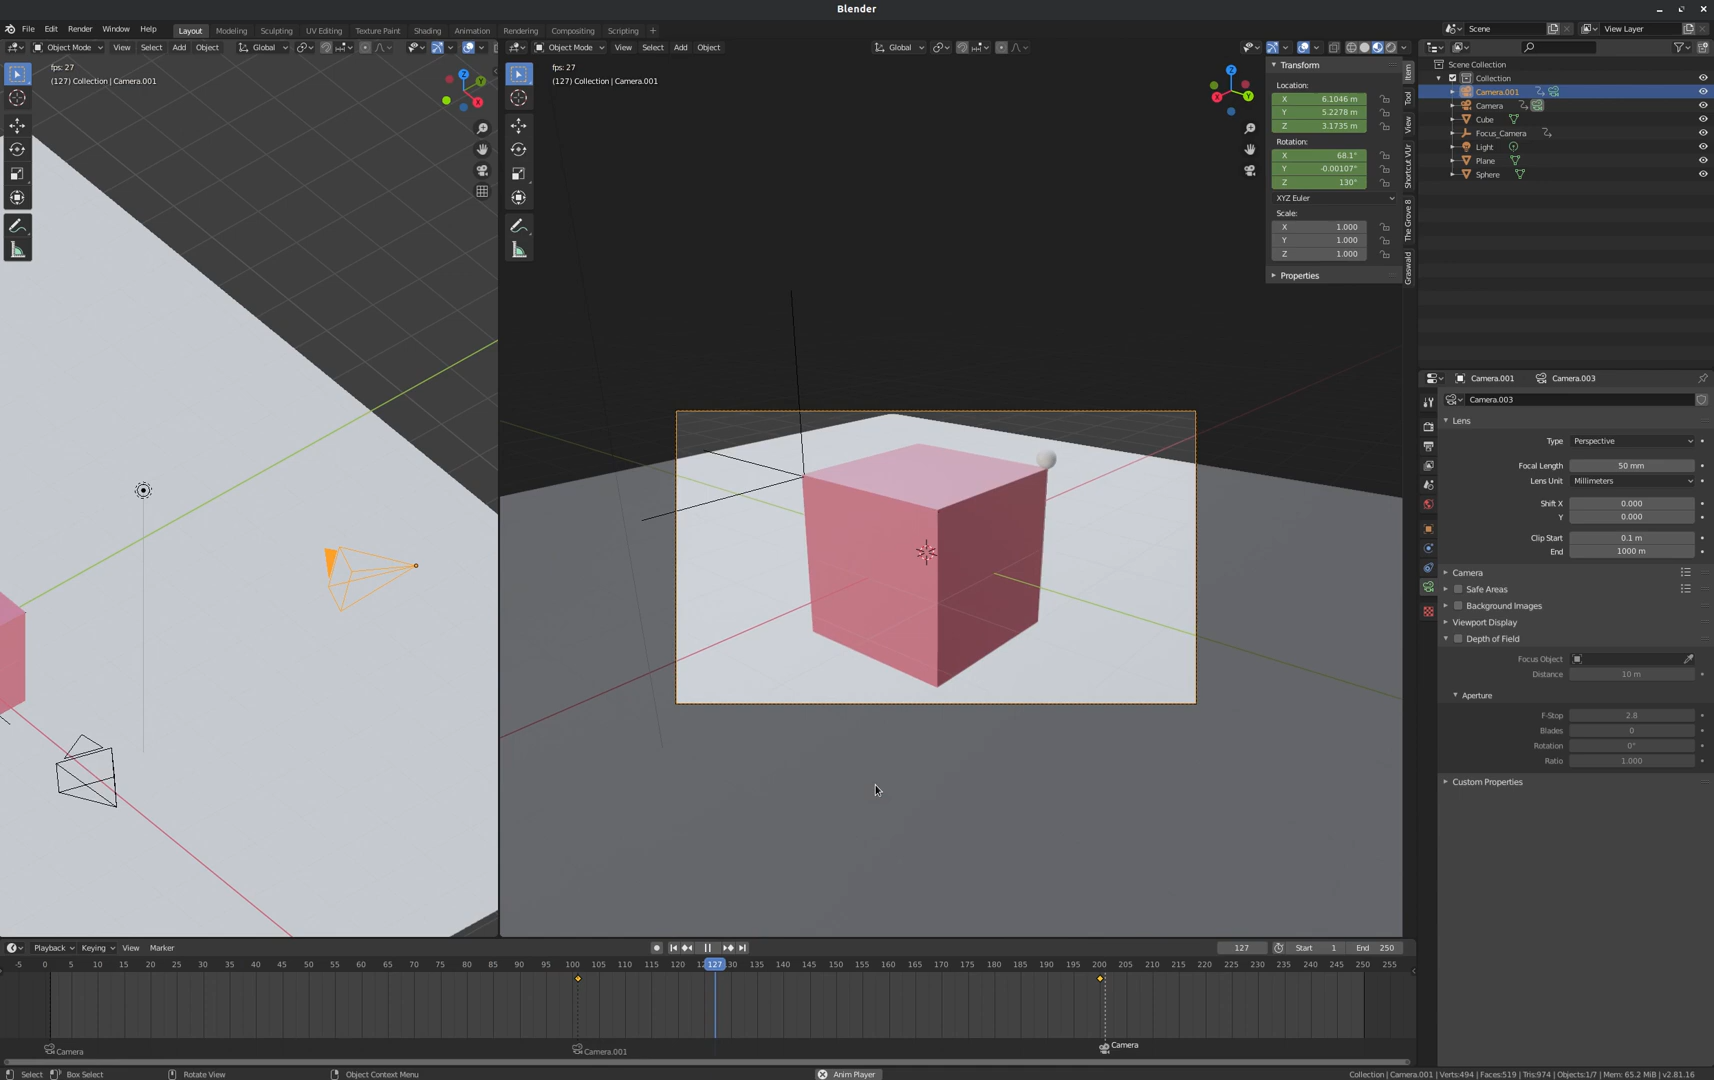 Blender
File Edit Render Window Help
Layout Modeling Sculpting UV Editing Texture Paint Shading Animation Rendering Compositing Scripting +
Scene
View Layer
Object Mode View Select Add Object Global
Object Mode View Select Add Object Global
fps: 27
(127) Collection | Camera.001
fps: 27
(127) Collection | Camera.001
Z
Y
X
Z
X
Y
Transform
Location:
X 6.1046 m
Y 5.2278 m
Z 3.1735 m
Rotation:
X 68.1°
Y -0.00107°
Z 130°
XYZ Euler
Scale:
X 1.000
Y 1.000
Z 1.000
Properties
Item
Tool
View
Shortcut VUr
The Grove 8
Graswald
Scene Collection
Collection
Camera.001
Camera
Cube
Focus_Camera
Light
Plane
Sphere
Camera.001 Camera.003
Camera.003
Lens
Type Perspective
Focal Length 50 mm
Lens Unit Millimeters
Shift X 0.000
Y 0.000
Clip Start 0.1 m
End 1000 m
Camera
Safe Areas
Background Images
Viewport Display
Depth of Field
Focus Object
Distance 10 m
Aperture
F-Stop 2.8
Blades 0
Rotation 0°
Ratio 1.000
Custom Properties
Playback Keying View Marker
127 Start 1 End 250
-5 0 5 10 15 20 25 30 35 40 45 50 55 60 65 70 75 80 85 90 95 100 105 110 115 120 127 130 135 140 145 150 155 160 165 170 175 180 185 190 195 200 205 210 215 220 225 230 235 240 245 250 255
Camera
Camera.001
Camera
Select Box Select Rotate View Object Context Menu Anim Player
Collection | Camera.001 | Verts:494 | Faces:519 | Tris:974 | Objects:1/7 | Mem: 65.2 MiB | v2.81.16